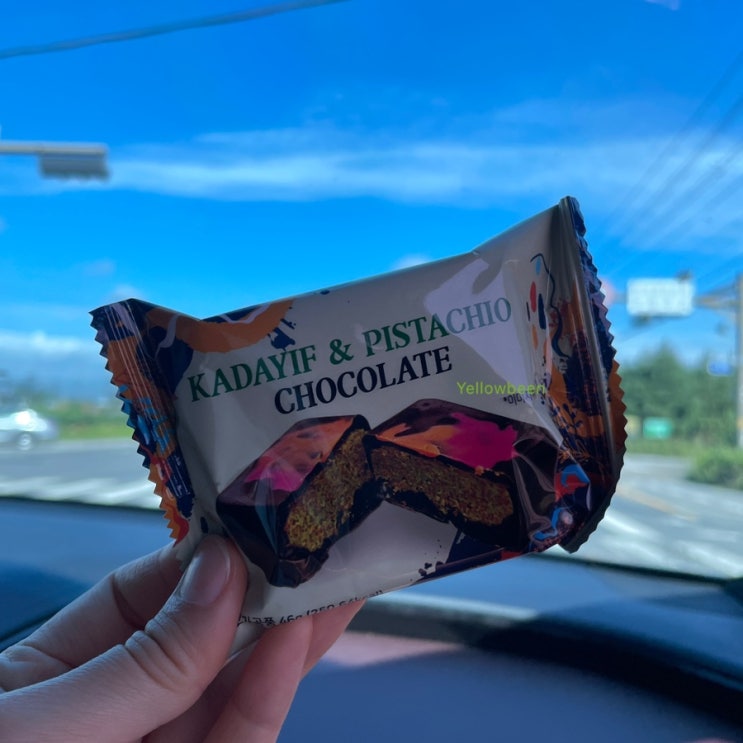 KADAYIF & PISTACHIO
CHOCOLATE
Yellowbeen